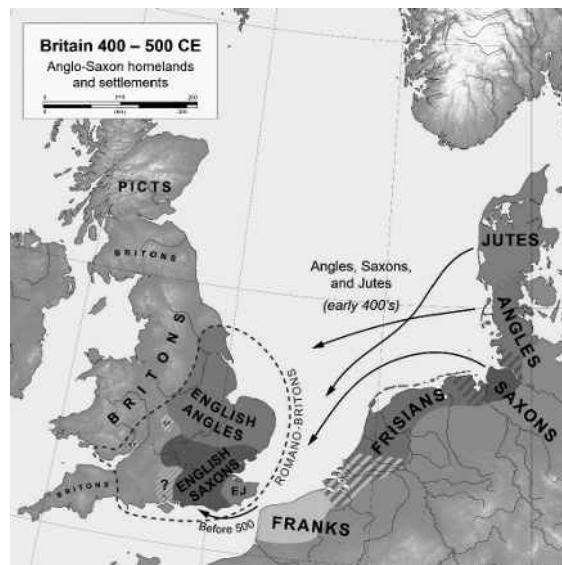 Britain 400 – 500 CE
Anglo-Saxon homelands
and settlements
PICTS
BRITONS
JUTES
Angles, Saxons,
and Jutes
(early 400's)
ANGLES
BRITONS
ROMANO-BRITONS
ENGLISH
ANGLES
SAXONS
FRISIANS
ENGLISH
SAXONS
?
EJ
BRITONS
Before 500
FRANKS